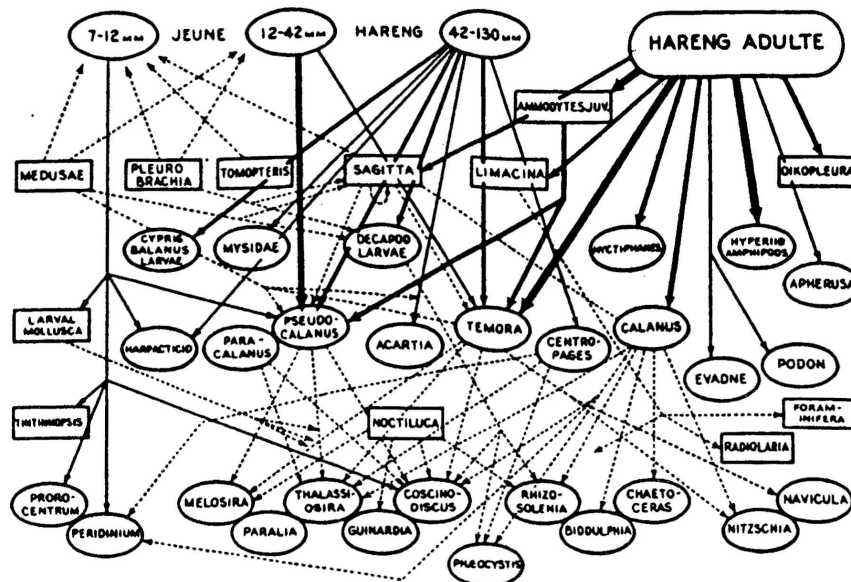 7-12 MM JEUNE 12-42 MM HARENG 42-130 MM
HARENG ADULTE
AMMODYTES JUV.
MEDUSAE
PLEURO
BRACHIA
TOMOPTERIS
SAGITTA
LIMACINA
OIKOPLEURA
CYPRIS
BALANUS
LARVAE
MYSIDAE
DECAPOD
LARVAE
NYCTIPHANES
HYPERIID
AMPHIPODS
APHERUSA
LARVAL
MOLLUSCA
HARPACTICID
PARA-
CALANUS
PSEUDO-
CALANUS
ACARTIA
TEMORA
CENTRO-
PAGES
CALANUS
EVADNE
PODON
TINTINNOPSIS
NOCTILUCA
FORAM-
INIFERA
RADIOLARIA
PRORO-
CENTRUM
PERIDINIUM
MELOSIRA
PARALIA
THALASSI-
OSIRA
GUINARDIA
COSCINO-
DISCUS
PHAEOCYSTIS
RHIZO-
SOLENIA
BIDDULPHIA
CHAETO-
CERAS
NITZSCHIA
NAVICULA